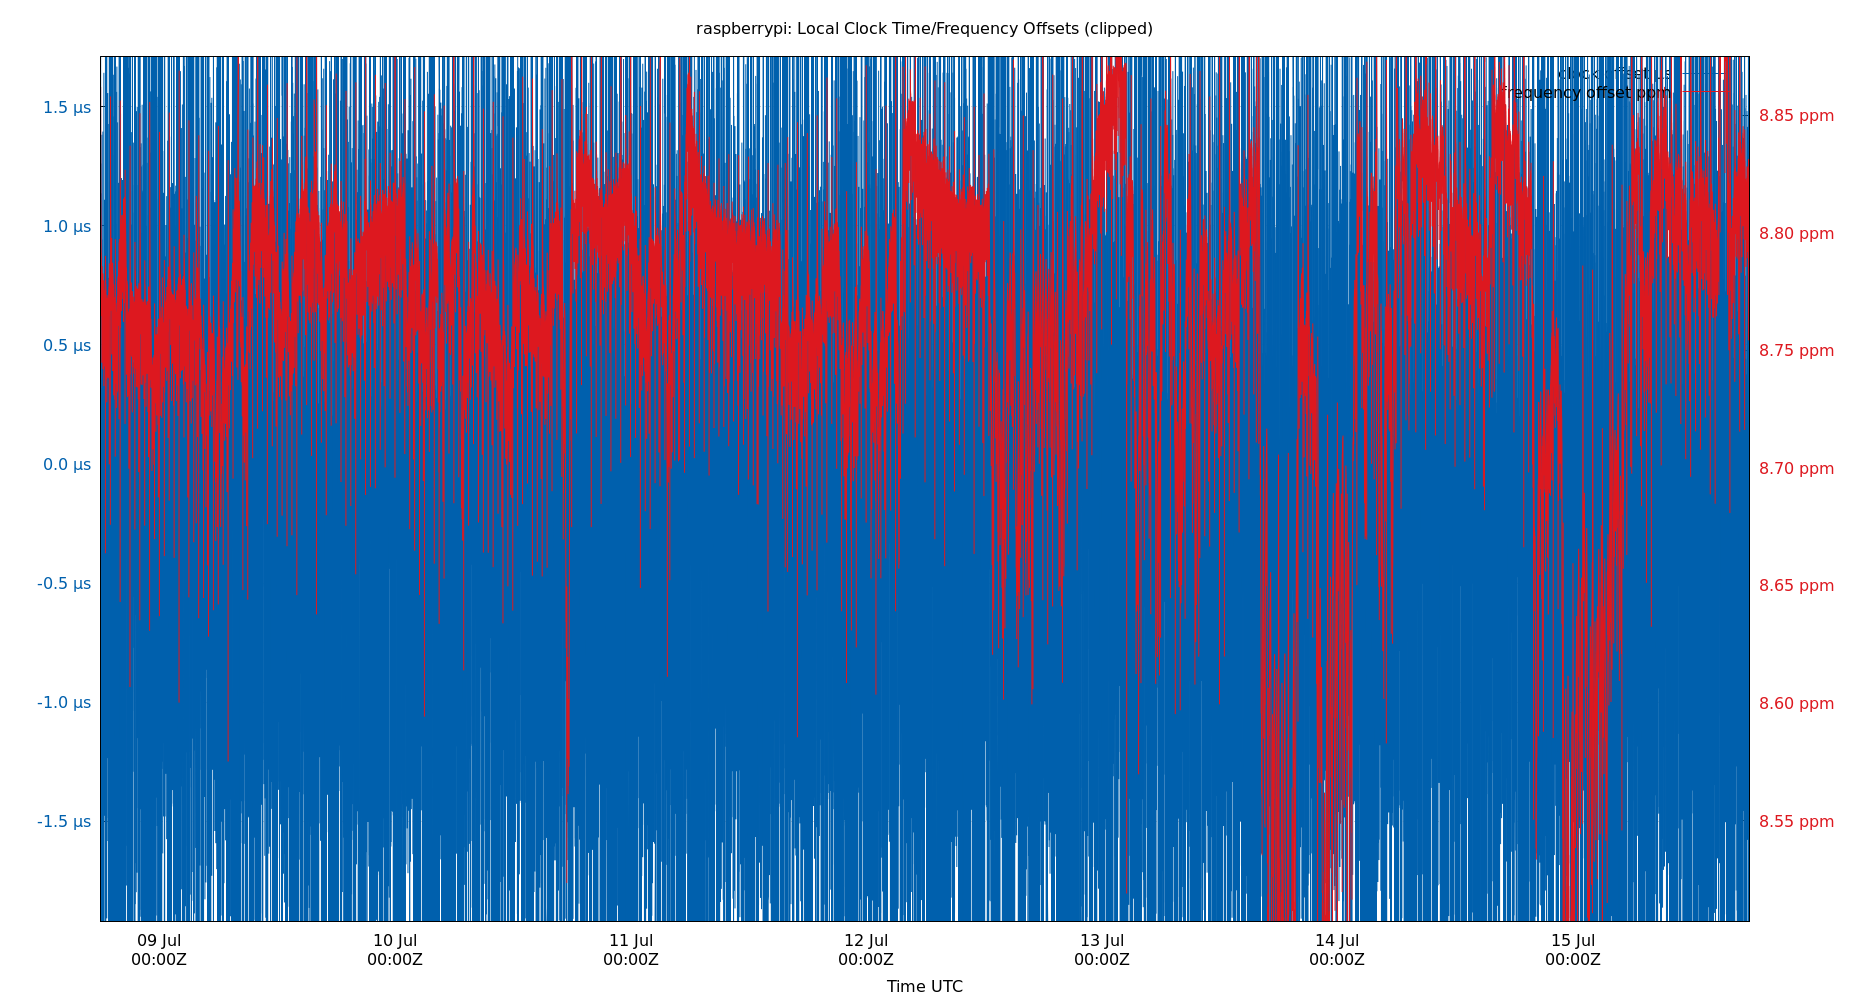 raspberrypi: Local Clock Time/Frequency Offsets (clipped)
clock offset µs
frequency offset ppm
1.5 µs
1.0 µs
0.5 µs
0.0 µs
-0.5 µs
-1.0 µs
-1.5 µs
8.85 ppm
8.80 ppm
8.75 ppm
8.70 ppm
8.65 ppm
8.60 ppm
8.55 ppm
09 Jul 10 Jul 11 Jul 12 Jul 13 Jul 14 Jul 15 Jul
00:00Z 00:00Z 00:00Z 00:00Z 00:00Z 00:00Z 00:00Z
Time UTC